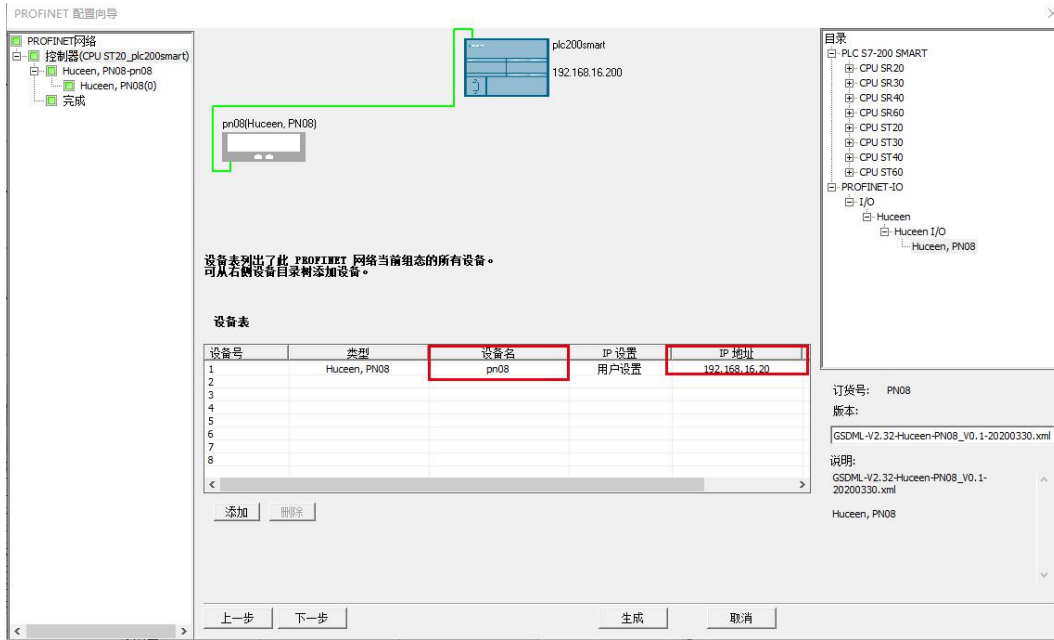 PROFINET 配置向导
PROFINET网络
控制器(CPU ST20_plc200smart)
Huceen, PN08-pn08
Huceen, PN08(0)
完成
plc200smart
192.168.16.200
pn08(Huceen, PN08)
设备表列出了此 PROFINET 网络当前组态的所有设备。
可从右侧设备目录树添加设备。
设备表
设备号 类型 设备名 IP 设置 IP 地址
1 Huceen, PN08 pn08 用户设置 192.168.16.20
2
3
4
5
6
7
8
添加 删除
上一步 下一步 生成 取消
目录
PLC S7-200 SMART
CPU SR20
CPU SR30
CPU SR40
CPU SR60
CPU ST20
CPU ST30
CPU ST40
CPU ST60
PROFINET-IO
I/O
Huceen
Huceen I/O
Huceen, PN08
订货号: PN08
版本:
GSDML-V2.32-Huceen-PN08_V0.1-20200330.xml
说明:
GSDML-V2.32-Huceen-PN08_V0.1-
20200330.xml
Huceen, PN08